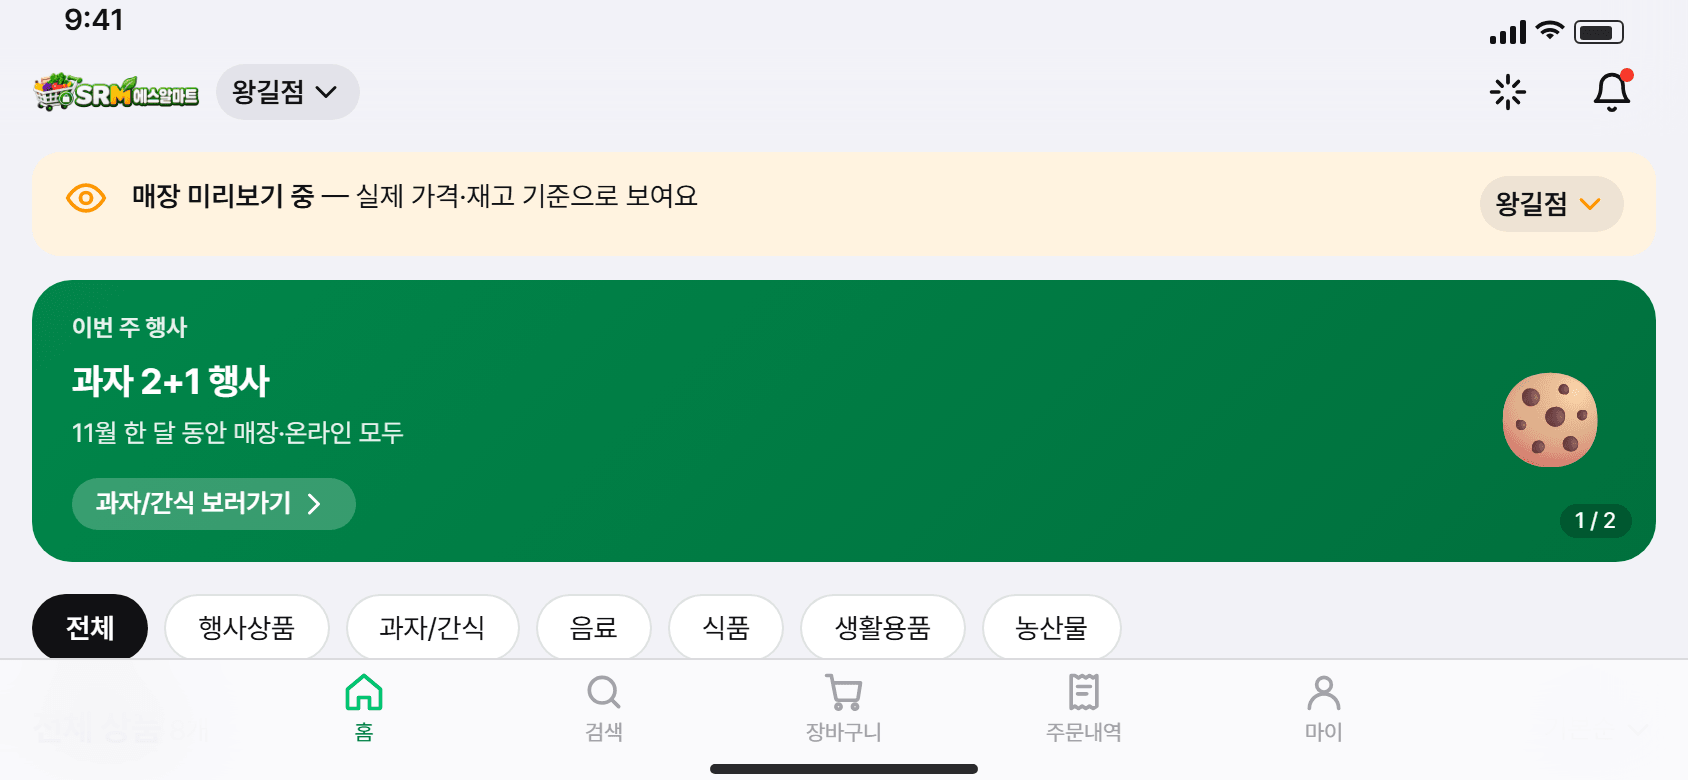 9:41
SRM 에스알마트
왕길점
매장 미리보기 중 — 실제 가격·재고 기준으로 보여요
왕길점
이번 주 행사
과자 2+1 행사
11월 한 달 동안 매장·온라인 모두
과자/간식 보러가기
1 / 2
전체
행사상품
과자/간식
음료
식품
생활용품
농산물
전체 상품
홈
검색
장바구니
주문내역
마이